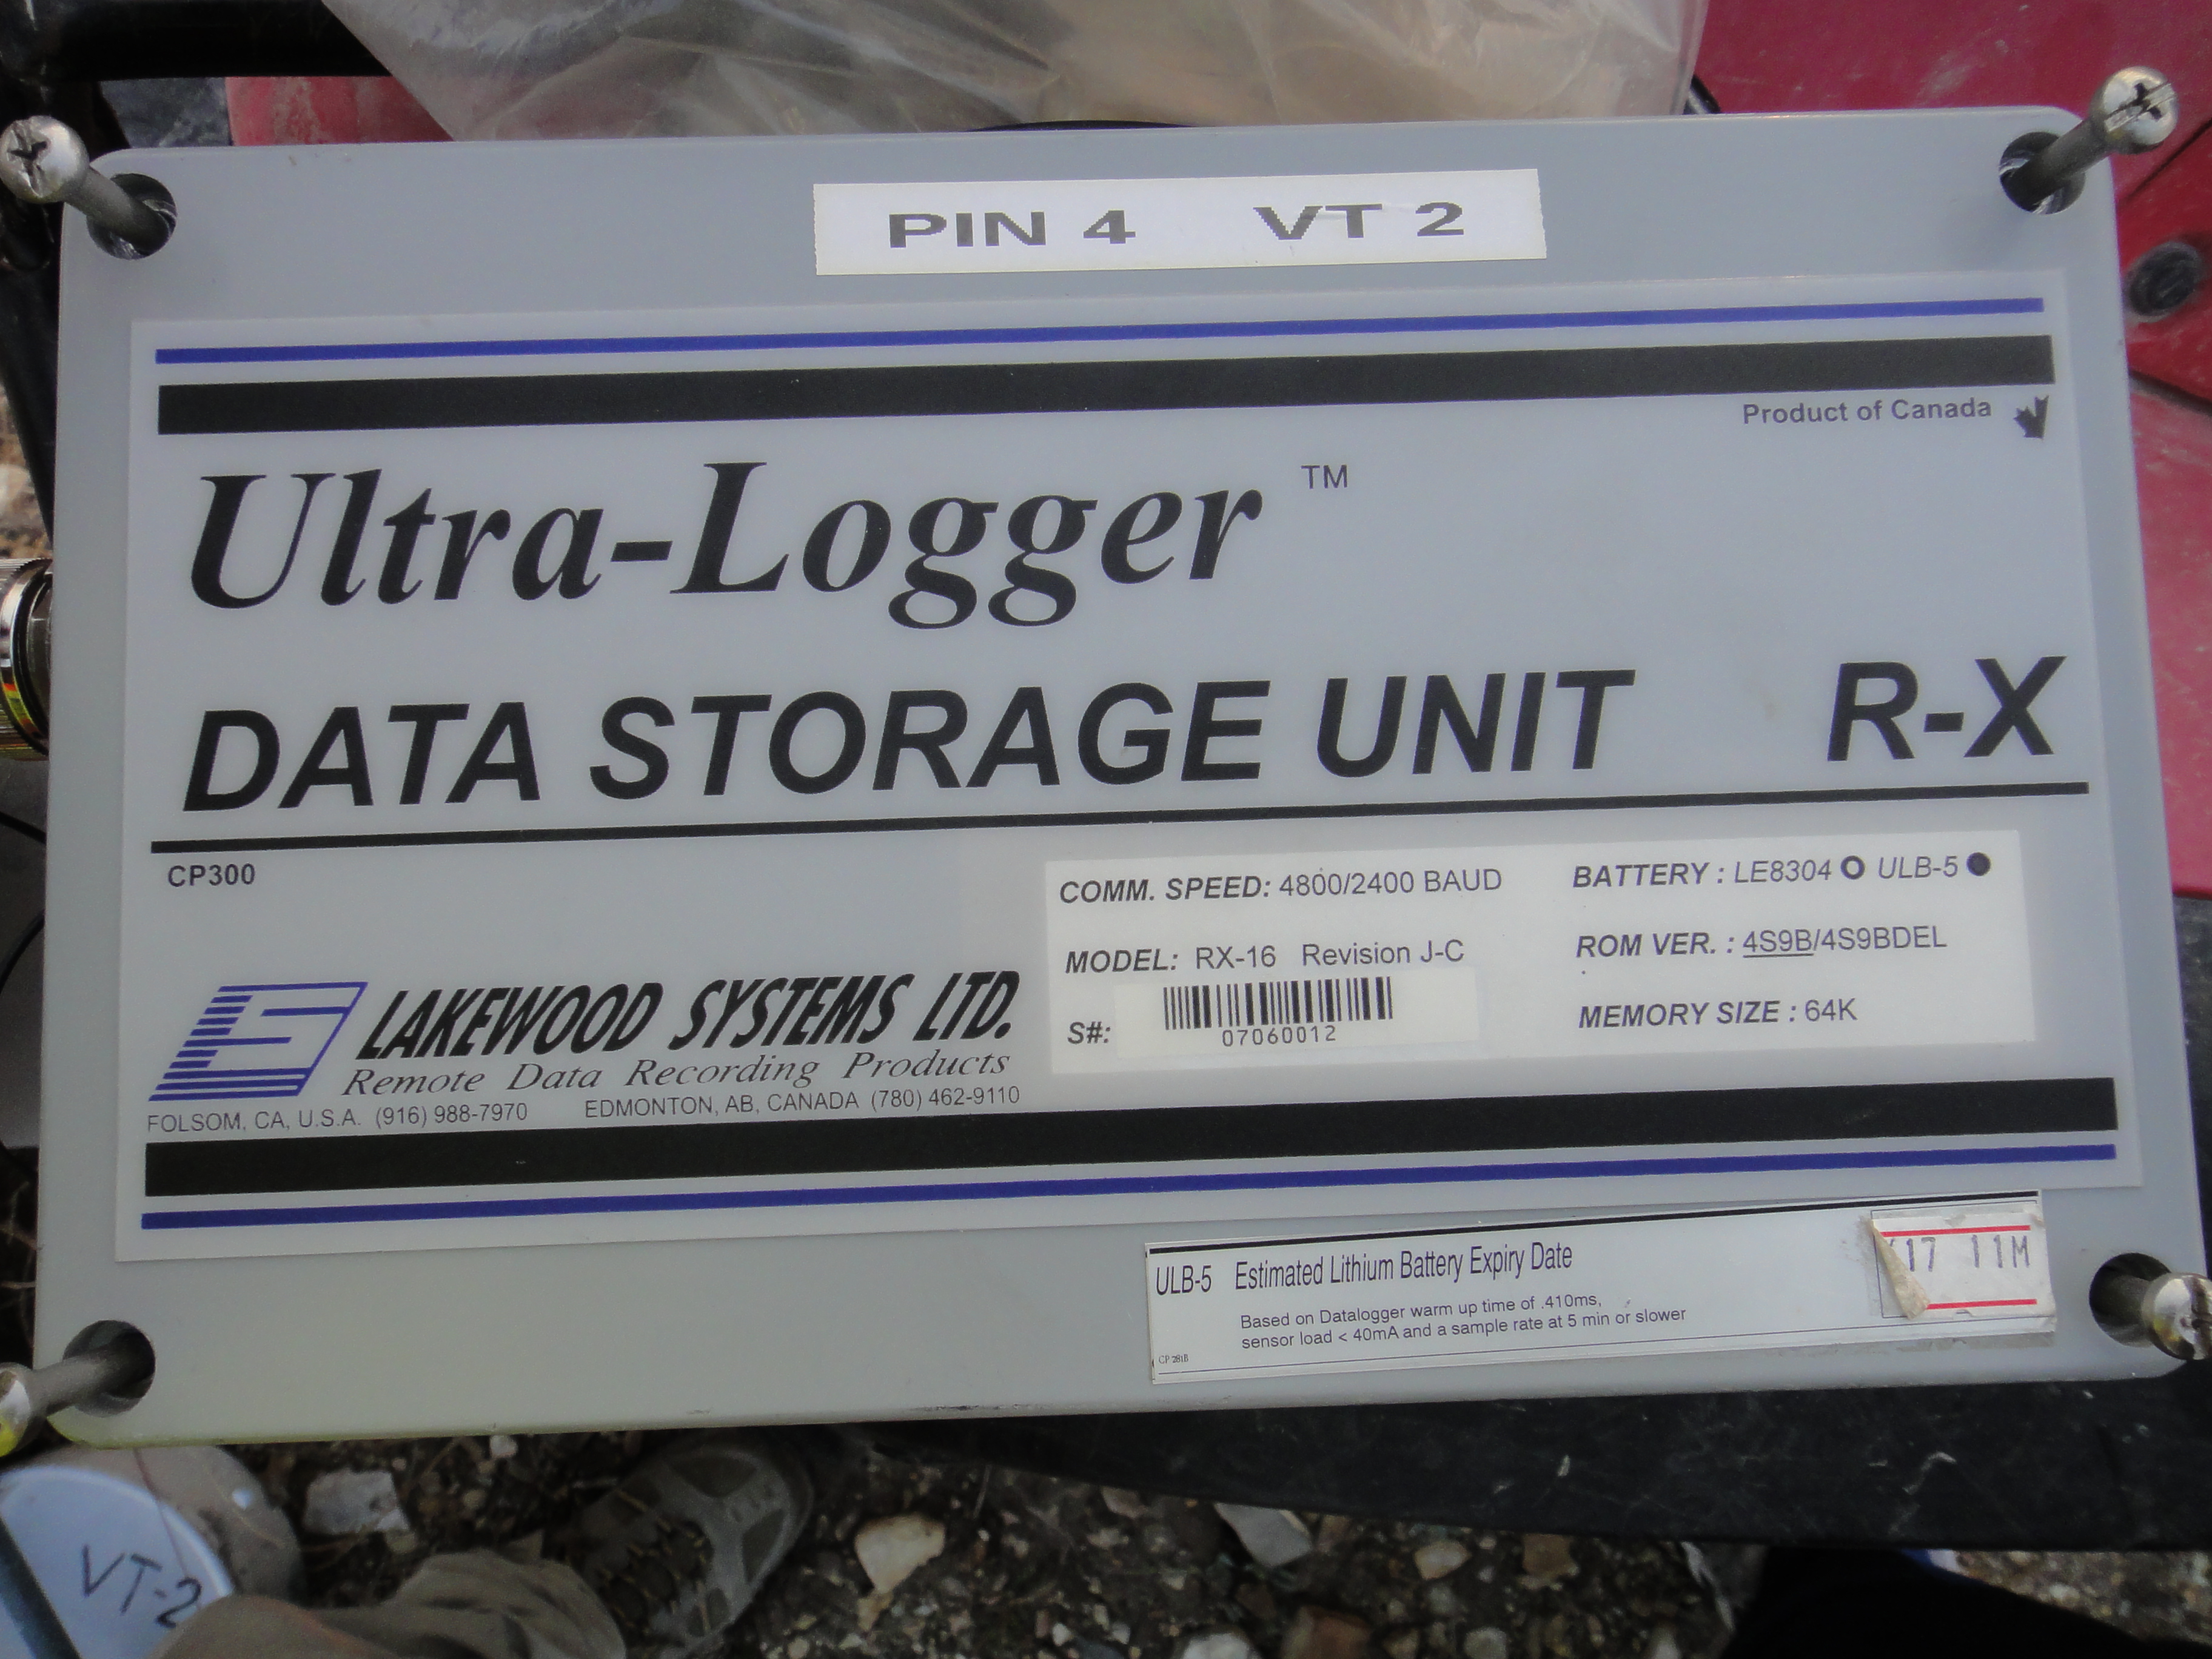 PIN 4 VT 2
Product of Canada
Ultra-Logger ™
DATA STORAGE UNIT R-X
CP300
COMM. SPEED: 4800/2400 BAUD
BATTERY : LE8304 ULB-5
MODEL: RX-16 Revision J-C
ROM VER. : 4S9B/4S9BDEL
S#:
07060012
MEMORY SIZE : 64K
LAKEWOOD SYSTEMS LTD.
Remote Data Recording Products
FOLSOM, CA, U.S.A. (916) 988-7970 EDMONTON, AB, CANADA (780) 462-9110
ULB-5 Estimated Lithium Battery Expiry Date
17 11M
Based on Datalogger warm up time of .410ms,
sensor load < 40mA and a sample rate at 5 min or slower
CP 281B
VT-2